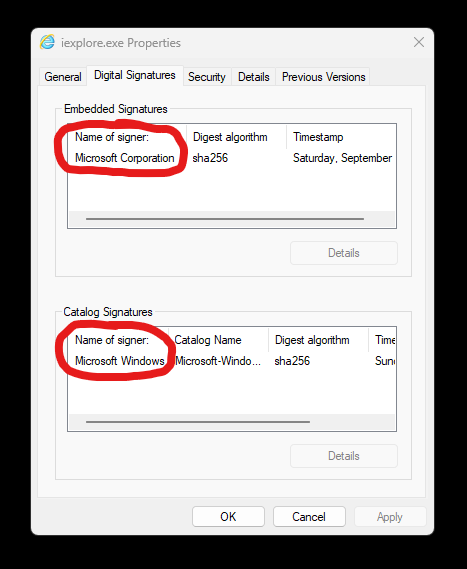 iexplore.exe Properties
General Digital Signatures Security Details Previous Versions
Embedded Signatures
Name of signer: Digest algorithm Timestamp
Microsoft Corporation sha256 Saturday, September
Details
Catalog Signatures
Name of signer: Catalog Name Digest algorithm Time
Microsoft Windows Microsoft-Windo... sha256 Sund
Details
OK Cancel Apply